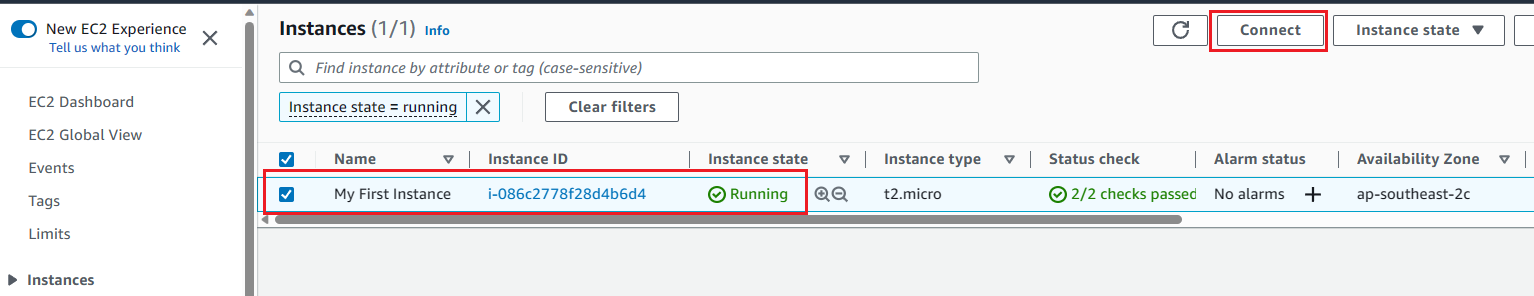 New EC2 Experience
Tell us what you think
EC2 Dashboard
EC2 Global View
Events
Tags
Limits
Instances
Instances (1/1) Info
Connect
Instance state
Find instance by attribute or tag (case-sensitive)
Instance state = running
Clear filters
Name Instance ID Instance state Instance type Status check Alarm status Availability Zone
My First Instance i-086c2778f28d4b6d4 Running t2.micro 2/2 checks passed No alarms ap-southeast-2c